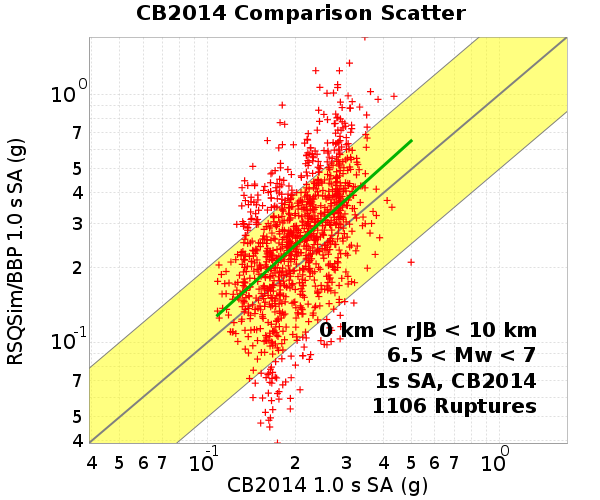 CB2014 Comparison Scatter
RSQSim/BBP 1.0 s SA (g)
10⁰
7
5
4
3
2
10⁻¹
7
5
4
0 km < rJB < 10 km
6.5 < Mw < 7
1s SA, CB2014
1106 Ruptures
4 5 6 7 10⁻¹ 2 3 4 5 6 7 10⁰
CB2014 1.0 s SA (g)